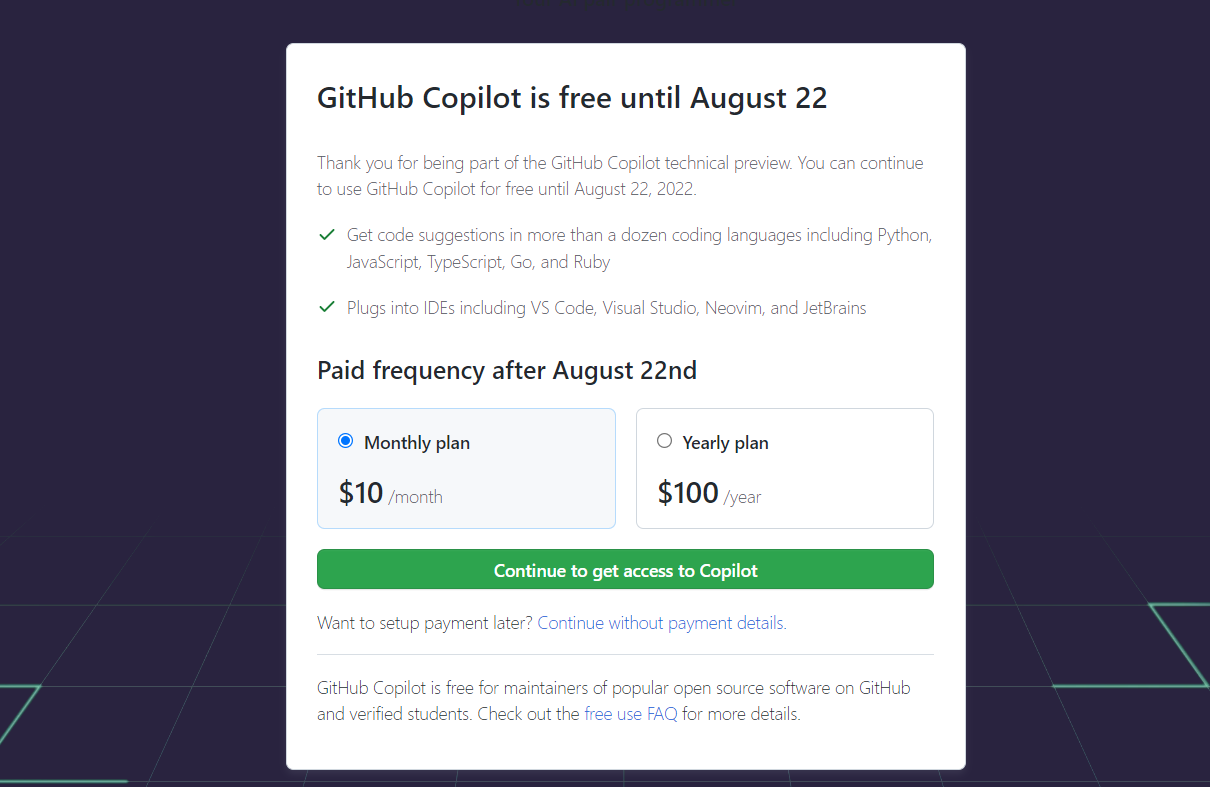 GitHub Copilot is free until August 22
Thank you for being part of the GitHub Copilot technical preview. You can continue
to use GitHub Copilot for free until August 22, 2022.
Get code suggestions in more than a dozen coding languages including Python,
JavaScript, TypeScript, Go, and Ruby
Plugs into IDEs including VS Code, Visual Studio, Neovim, and JetBrains
Paid frequency after August 22nd
Monthly plan
$10 /month
Yearly plan
$100 /year
Continue to get access to Copilot
Want to setup payment later? Continue without payment details.
GitHub Copilot is free for maintainers of popular open source software on GitHub
and verified students. Check out the free use FAQ for more details.